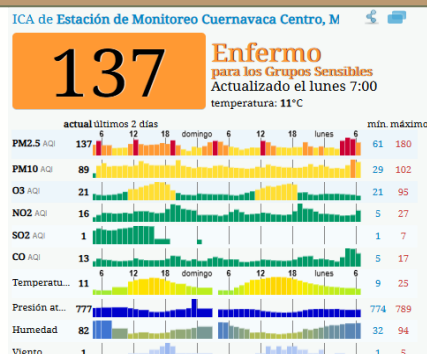 ICA de Estación de Monitoreo Cuernavaca Centro, M
137
Enfermo
para los Grupos Sensibles
Actualizado el lunes 7:00
temperatura: 11°C
actual últimos 2 días mín. máximo
6 12 18 domingo 6 12 18 lunes 6
PM2.5 AQI 137 61 180
PM10 AQI 89 29 102
O3 AQI 21 21 95
NO2 AQI 16 5 27
SO2 AQI 1 1 7
CO AQI 13 5 17
6 12 18 domingo 6 12 18 lunes 6
Temperatu... 11 9 25
Presión at... 777 774 789
Humedad 82 32 94
Viento 1 1 5